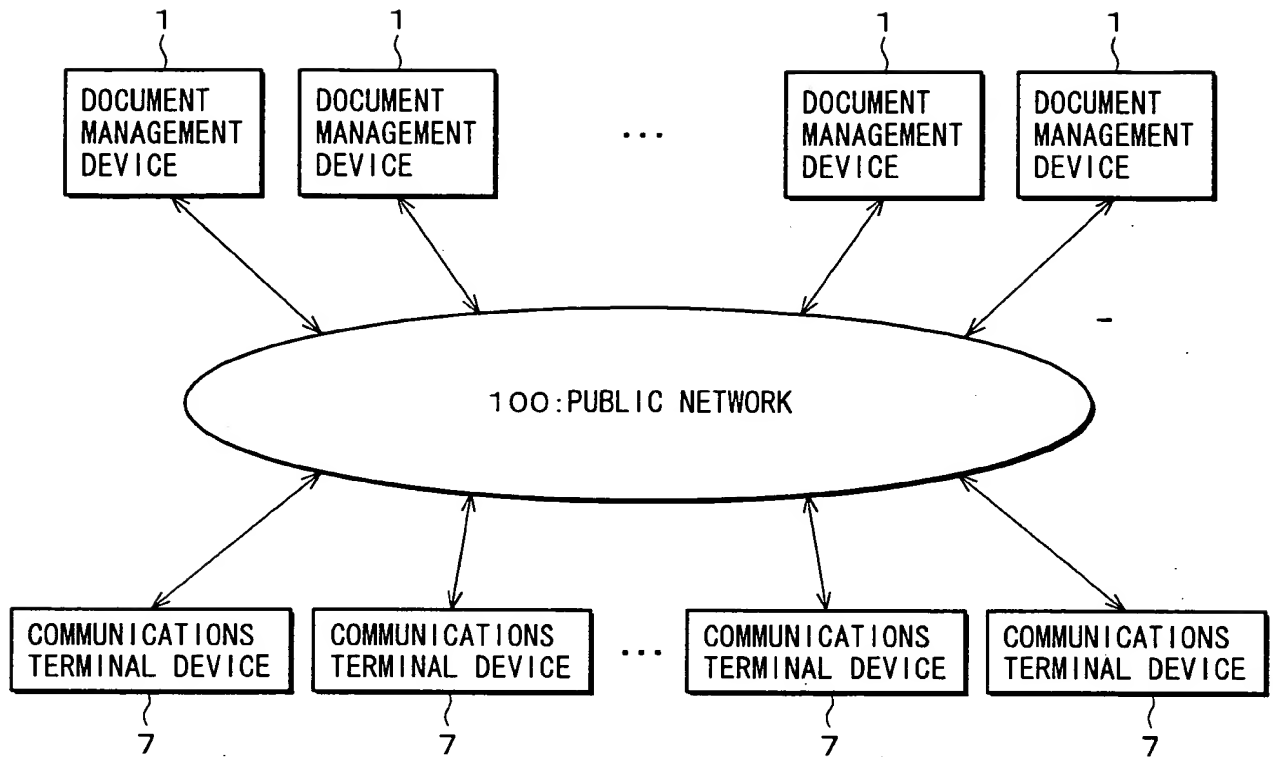 1
1
1
1
DOCUMENT
MANAGEMENT
DEVICE
DOCUMENT
MANAGEMENT
DEVICE
...
DOCUMENT
MANAGEMENT
DEVICE
DOCUMENT
MANAGEMENT
DEVICE
100:PUBLIC NETWORK
COMMUNICATIONS
TERMINAL DEVICE
COMMUNICATIONS
TERMINAL DEVICE
...
COMMUNICATIONS
TERMINAL DEVICE
COMMUNICATIONS
TERMINAL DEVICE
7
7
7
7